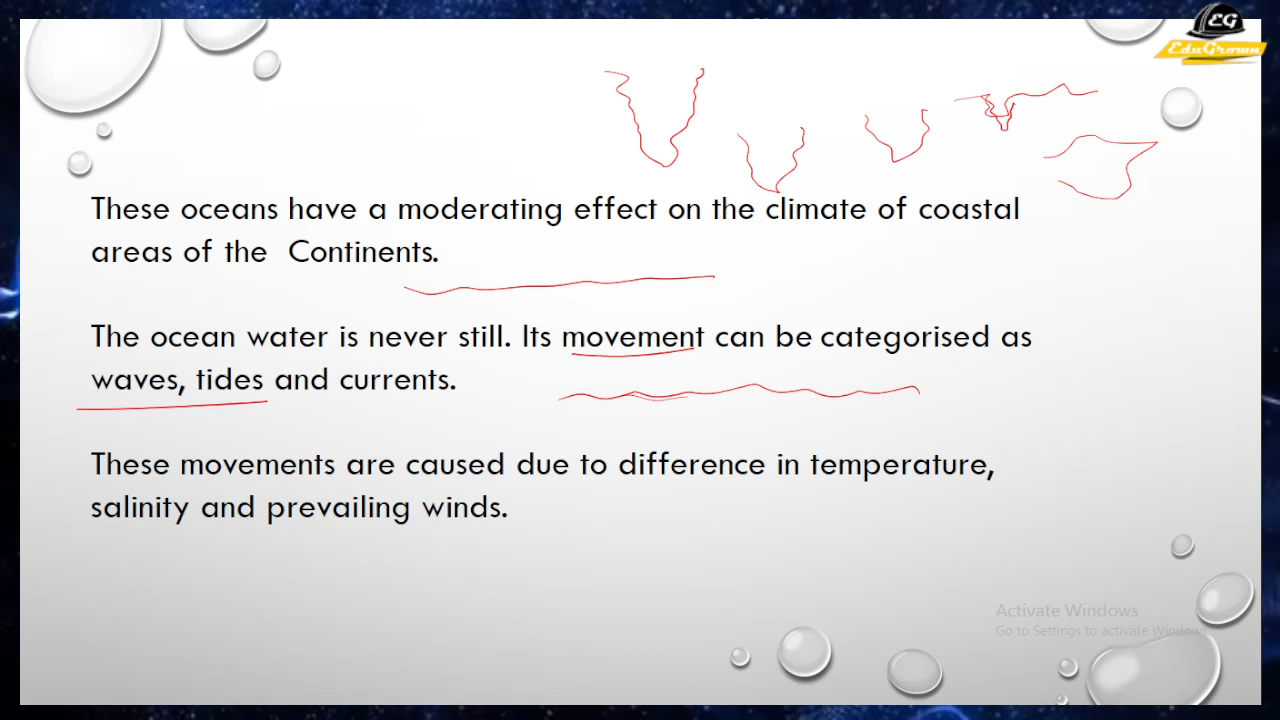 EG
EduGrown
These oceans have a moderating effect on the climate of coastal
areas of the Continents.
The ocean water is never still. Its movement can be categorised as
waves, tides and currents.
These movements are caused due to difference in temperature,
salinity and prevailing winds.
Activate Windows
Go to Settings to activate Windows.